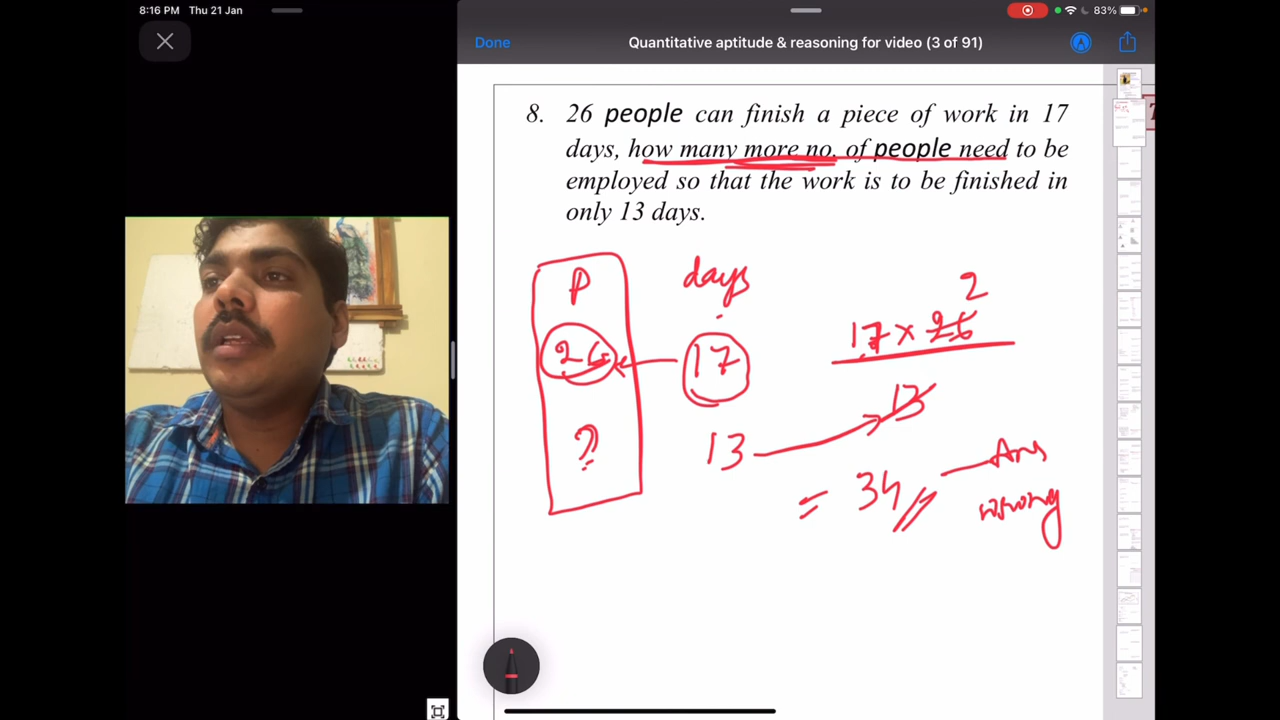 8:16 PM Thu 21 Jan
83%
Done
Quantitative aptitude & reasoning for video (3 of 91)
8. 26 people can finish a piece of work in 17
days, how many more no. of people need to be
employed so that the work is to be finished in
only 13 days.
P days
26 17
? 13
2
17 × 26
13
= 34
Ans
wrong